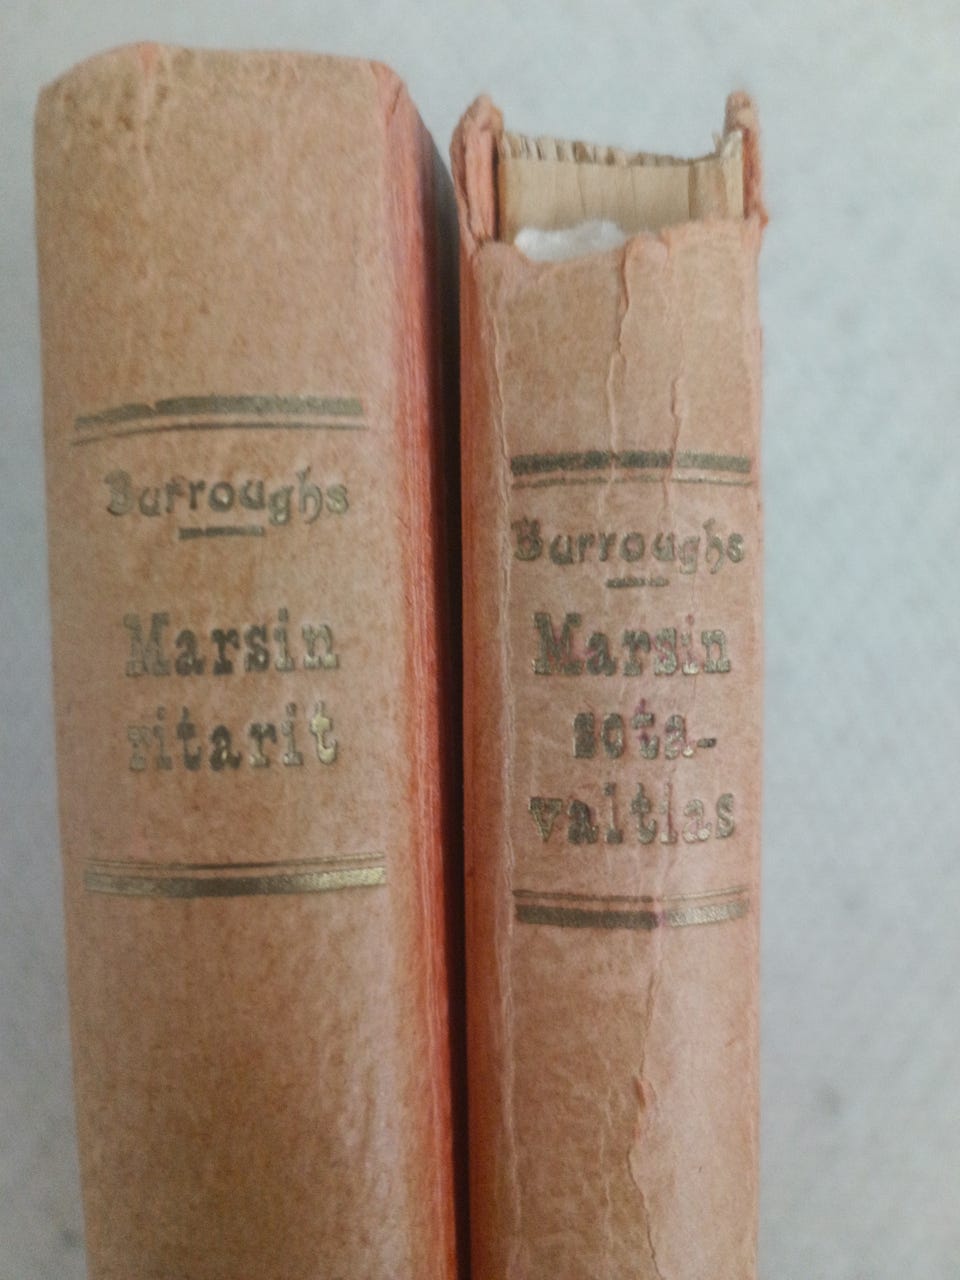 Burroughs
Marsin
ritarit
Burroughs
Marsin
sota-
valtias